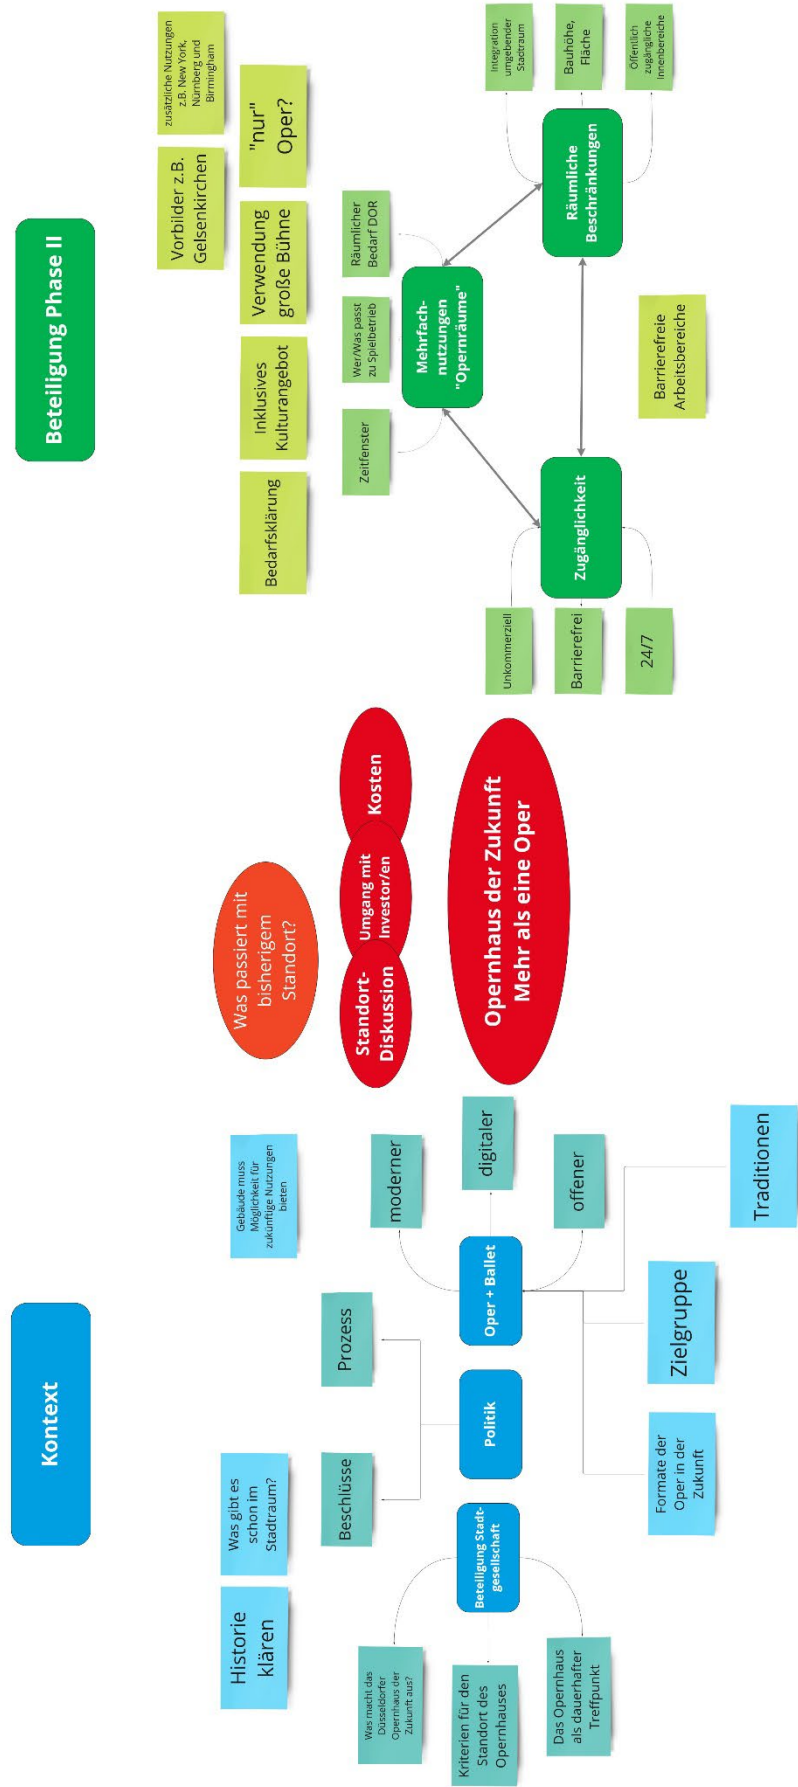 Kontext
Historie
klären
Was gibt es
schon im
Stadtraum?
Gebäude muss
Möglichkeit für
zukünftige Nutzungen
bieten
Beschlüsse
Prozess
moderner
digitaler
offener
Was macht das
Düsseldorfer
Opernhaus der
Zukunft aus?
Kriterien für den
Standort des
Opernhauses
Das Opernhaus
als dauerhafter
Treffpunkt
Beteiligung Stadt-
gesellschaft
Politik
Oper + Ballet
Formate der
Oper in der
Zukunft
Zielgruppe
Traditionen
Was passiert mit
bisherigem
Standort?
Standort-
Diskussion
Umgang mit
Investor/en
Kosten
Opernhaus der Zukunft
Mehr als eine Oper
Beteiligung Phase II
Vorbilder z.B.
Gelsenkirchen
zusätzliche Nutzungen
z.B. New York,
Nürnberg und
Birmingham
Bedarfsklärung
Inklusives
Kulturangebot
Verwendung
große Bühne
"nur"
Oper?
Zeitfenster
Wer/Was passt
zu Spielbetrieb
Räumlicher
Bedarf DOR
Mehrfach-
nutzungen
"Opernräume"
Unkommerziell
Barrierefrei
24/7
Zugänglichkeit
Räumliche
Beschränkungen
Integration
umgebender
Stadtraum
Bauhöhe,
Fläche
Öffentlich
zugängliche
Innenbereiche
Barrierefreie
Arbeitsbereiche